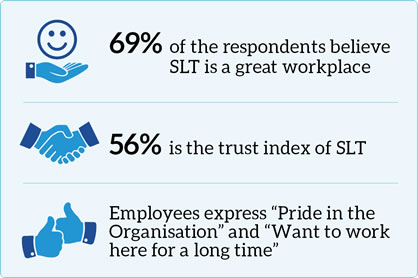 69% of the respondents believe
SLT is a great workplace
56% is the trust index of SLT
Employees express “Pride in the
Organisation” and “Want to work
here for a long time”